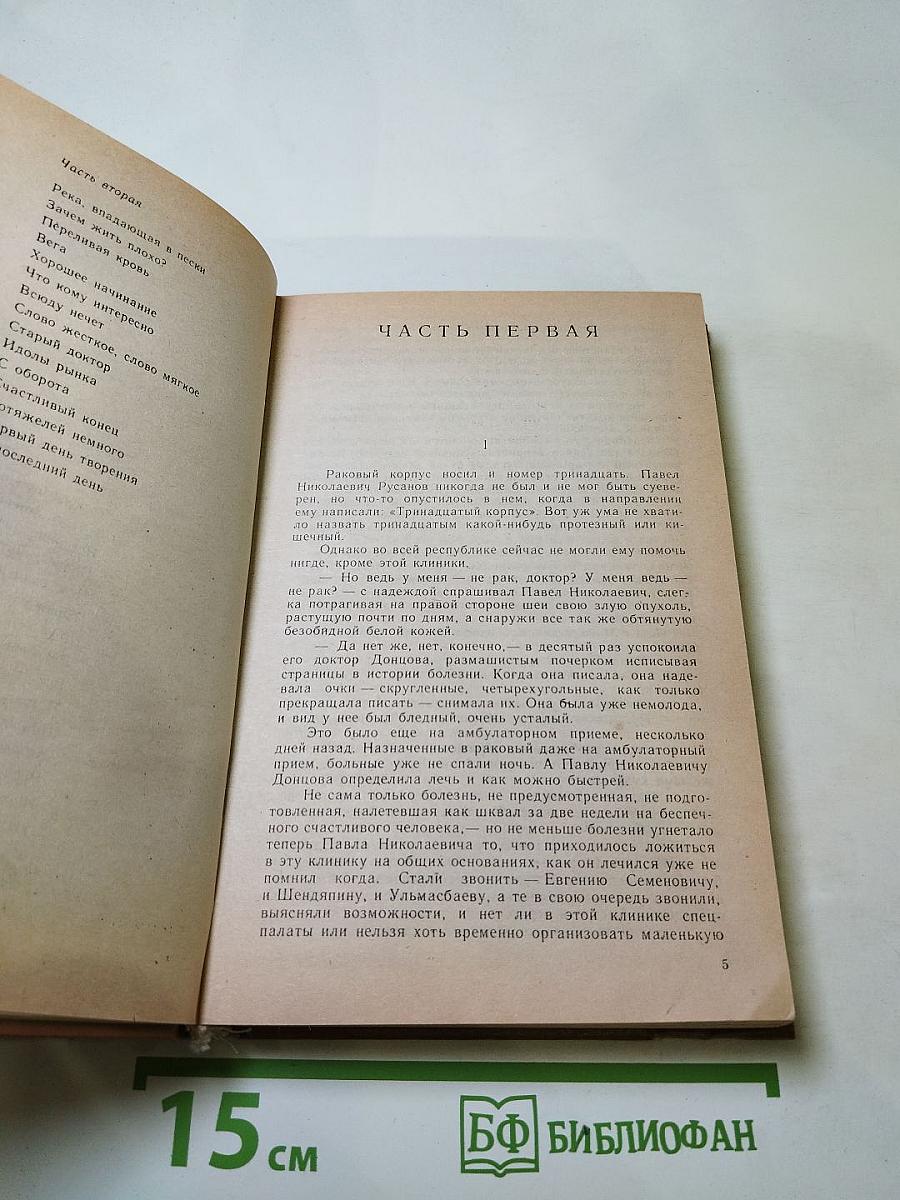 Часть вторая
Река, впадающая в пески
Зачем жить плохо?
Переливая кровь
Вега
Хорошее начинание
Что кому интересно
Всюду нечет
Слово жесткое, слово мягкое
Старый доктор
Идолы рынка
С оборота
Счастливый конец
отяжелей немного
рвый день творения
последний день
ЧАСТЬ ПЕРВАЯ
1
Раковый корпус носил и номер тринадцать. Павел
Николаевич Русанов никогда не был и не мог быть суеве-
рен, но что-то опустилось в нем, когда в направлении
ему написали: «Тринадцатый корпус». Вот уж ума не хвати-
ло назвать тринадцатым какой-нибудь протезный или ки-
шечный.
Однако во всей республике сейчас не могли ему помочь
нигде, кроме этой клиники.
— Но ведь у меня — не рак, доктор? У меня ведь —
не рак? — с надеждой спрашивал Павел Николаевич, слег-
ка потрагивая на правой стороне шеи свою злую опухоль,
растущую почти по дням, а снаружи все так же обтянутую
безобидной белой кожей.
— Да нет же, нет, конечно,— в десятый раз успокоила
его доктор Донцова, размашистым почерком исписывая
страницы в истории болезни. Когда она писала, она наде-
вала очки — скругленные, четырехугольные, как только
прекращала писать — снимала их. Она была уже немолода,
и вид у нее был бледный, очень усталый.
Это было еще на амбулаторном приеме, несколько
дней назад. Назначенные в раковый даже на амбулаторный
прием, больные уже не спали ночь. А Павлу Николаевичу
Донцова определила лечь и как можно быстрей.
Не сама только болезнь, не предусмотренная, не подго-
товленная, налетевшая как шквал за две недели на беспеч-
ного счастливого человека,— но не меньше болезни угнетало
теперь Павла Николаевича то, что приходилось ложиться
в эту клинику на общих основаниях, как он лечился уже не
помнил когда. Стали звонить — Евгению Семеновичу,
и Шендяпину, и Ульмасбаеву, а те в свою очередь звонили,
выясняли возможности, и нет ли в этой клинике спец-
палаты или нельзя хоть временно организовать маленькую
5
15 см
БФ БИБЛИОФАН